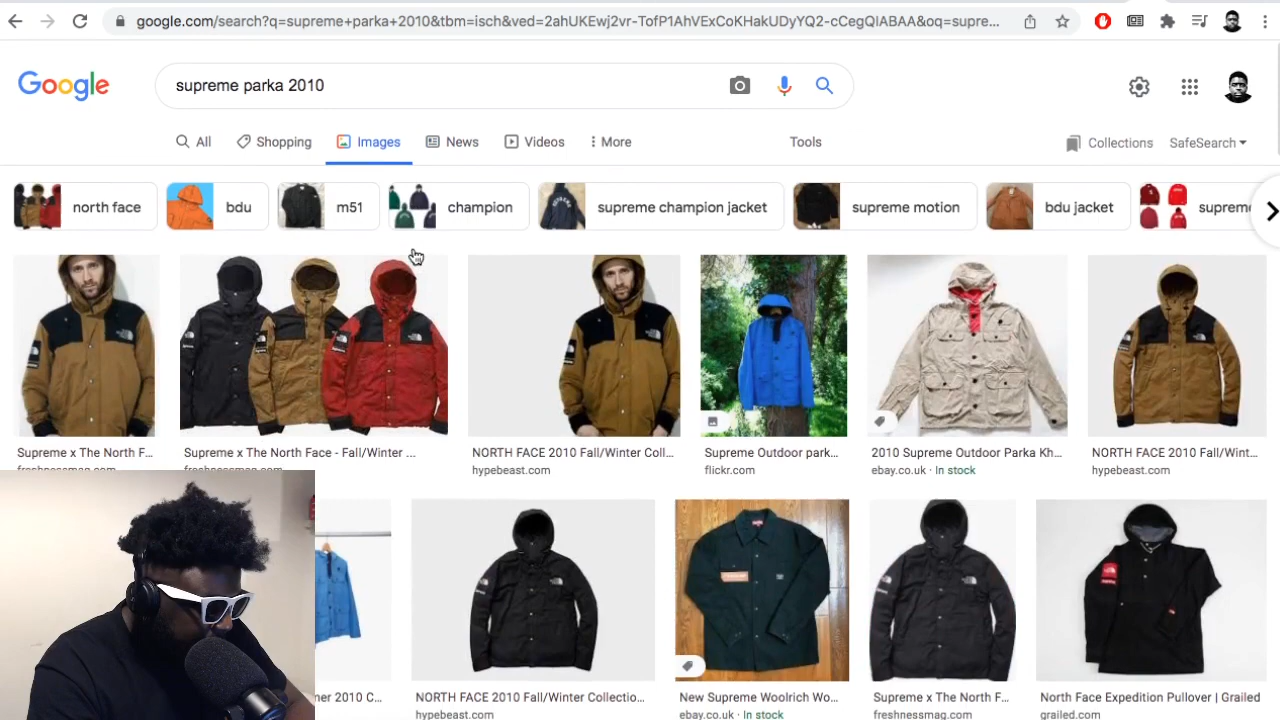 google.com/search?q=supreme+parka+2010&tbm=isch&ved=2ahUKEwj2vr-TofP1AhVExCoKHakUDyYQ2-cCegQIABAA&oq=supre...
Google
supreme parka 2010
All
Shopping
Images
News
Videos
More
Tools
Collections
SafeSearch
north face
bdu
m51
champion
supreme champion jacket
supreme motion
bdu jacket
supreme
Supreme x The North F...
Supreme x The North Face - Fall/Winter ...
NORTH FACE 2010 Fall/Winter Coll...
Supreme Outdoor park...
2010 Supreme Outdoor Parka Kh...
NORTH FACE 2010 Fall/Wint...
freshnessmag.com
freshnessmag.com
hypebeast.com
flickr.com
ebay.co.uk · In stock
hypebeast.com
mer 2010 C...
NORTH FACE 2010 Fall/Winter Collectio...
New Supreme Woolrich Wo...
Supreme x The North F...
North Face Expedition Pullover | Grailed
hypebeast.com
ebay.co.uk · In stock
freshnessmag.com
grailed.com